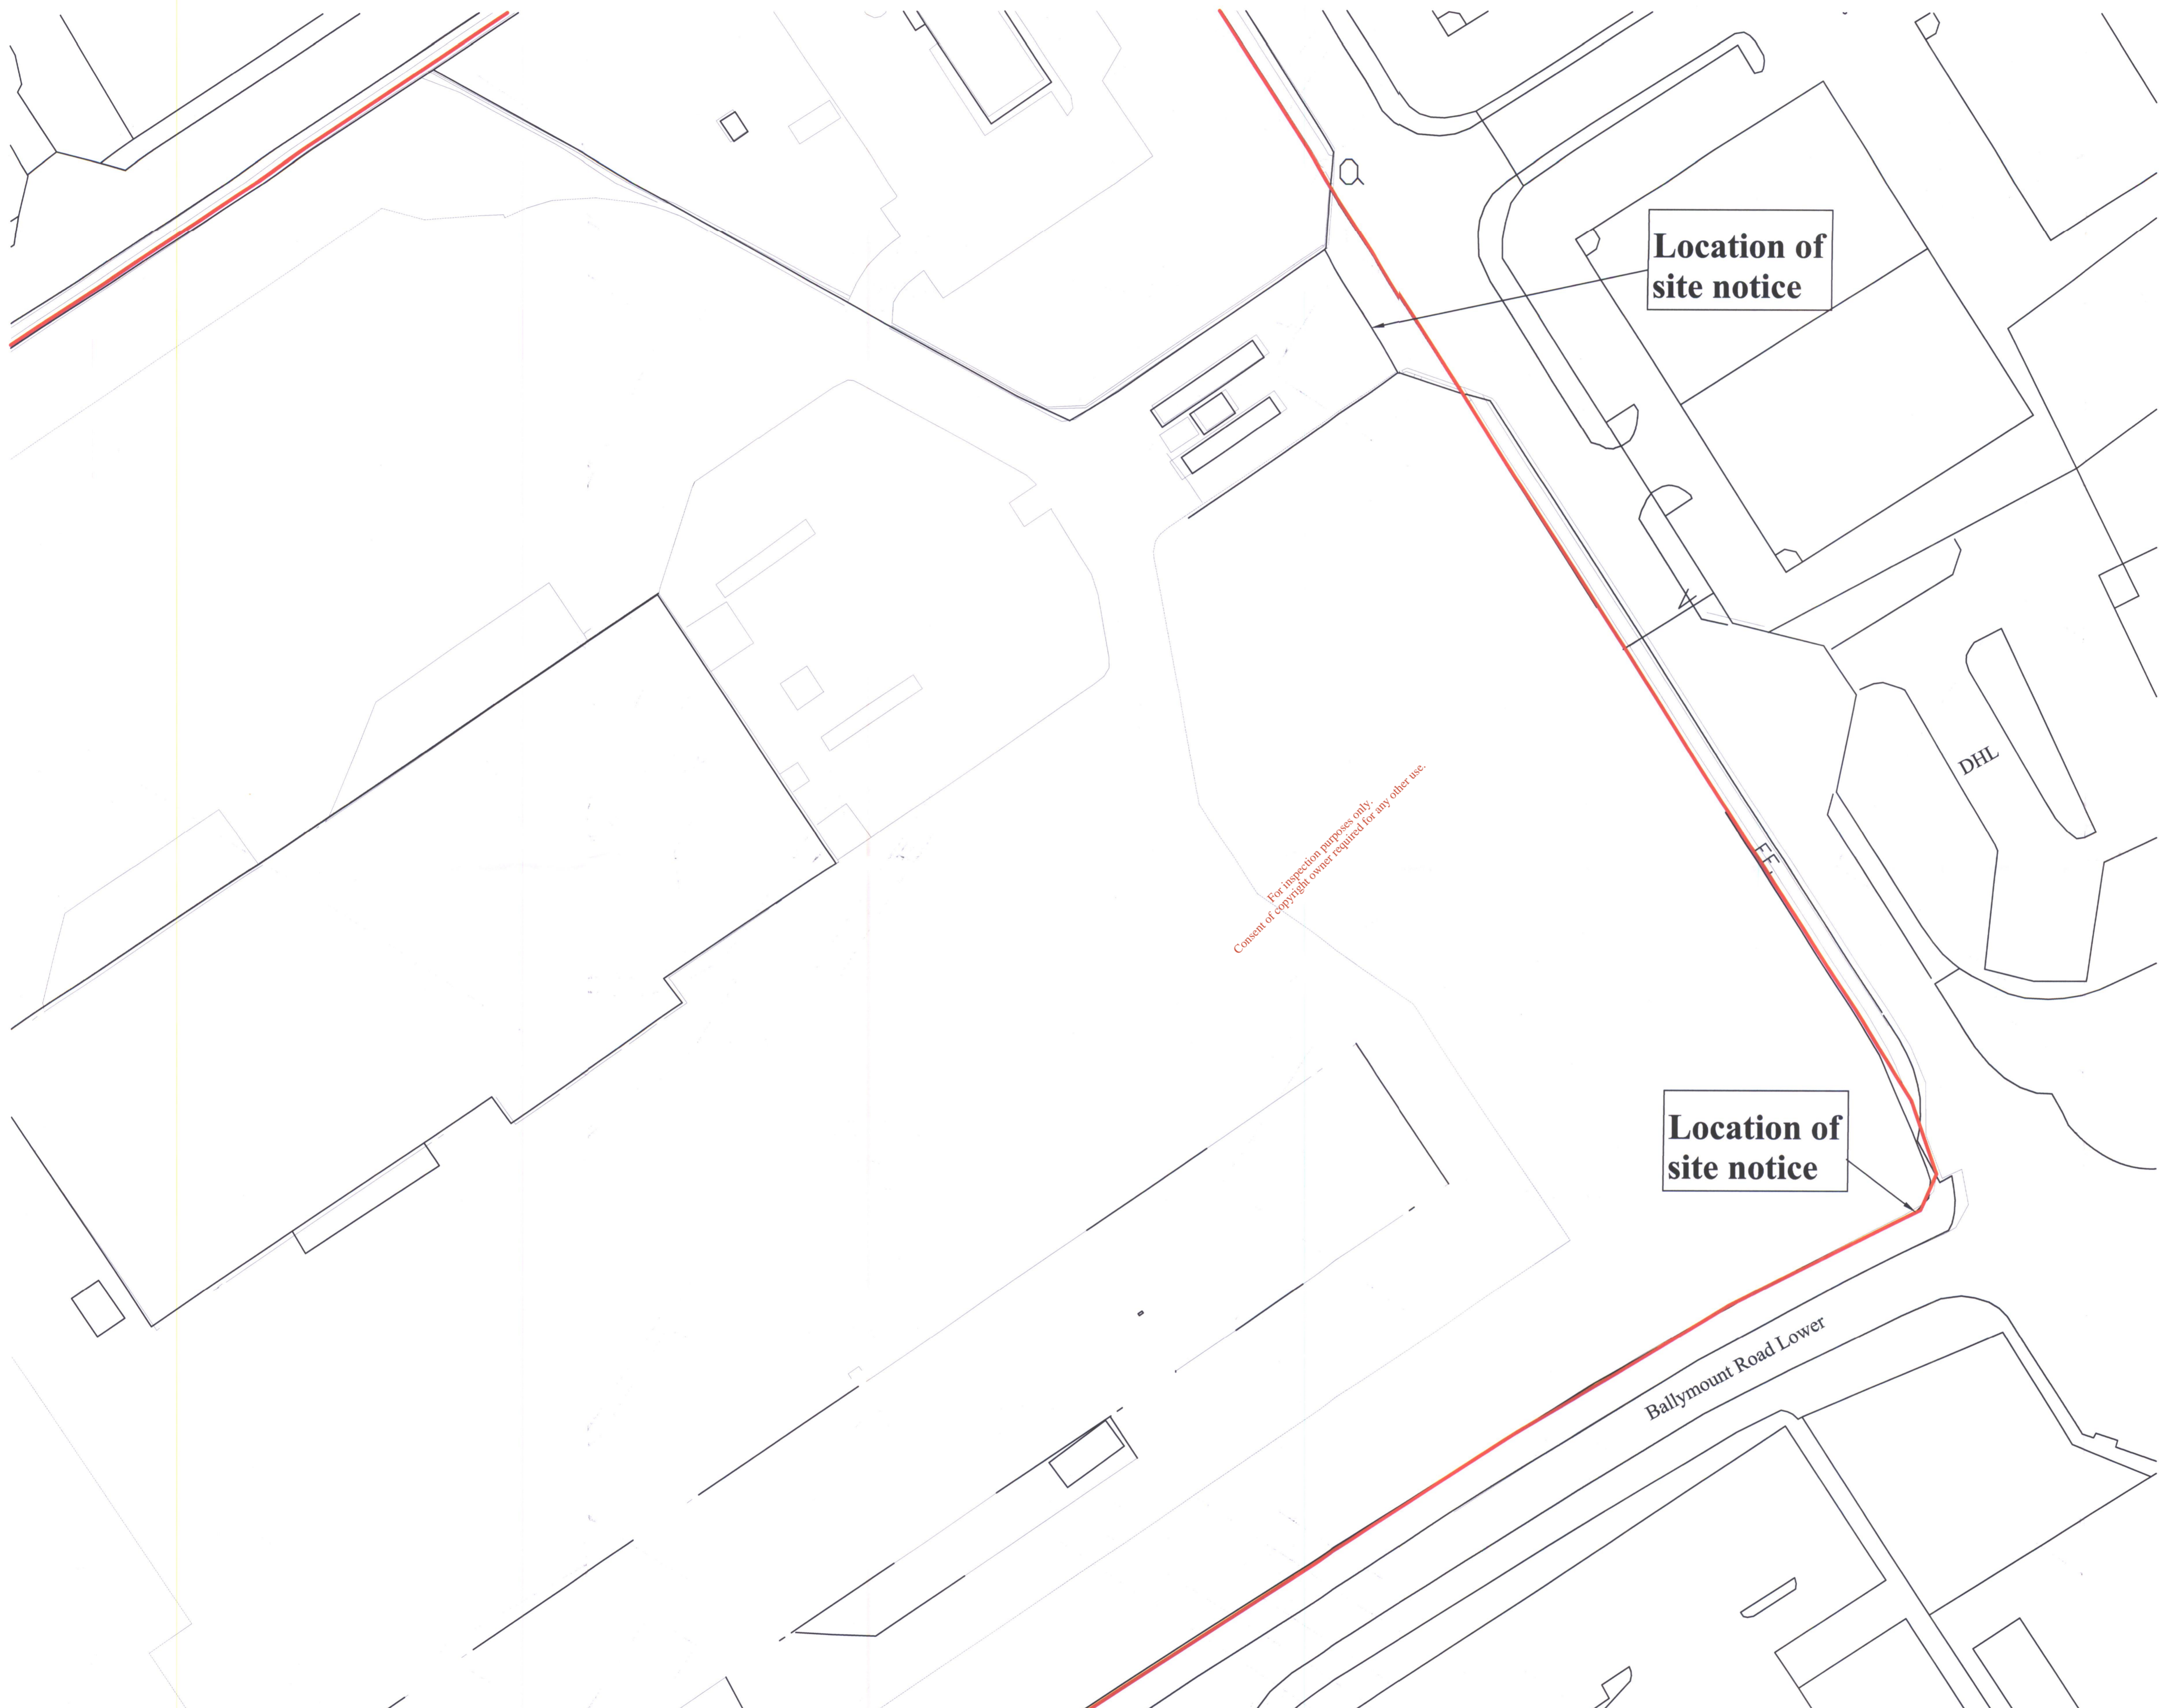 Location of
site notice
DHL
For inspection purposes only.
Consent of copyright owner required for any other use.
Location of
site notice
Ballymount Road Lower